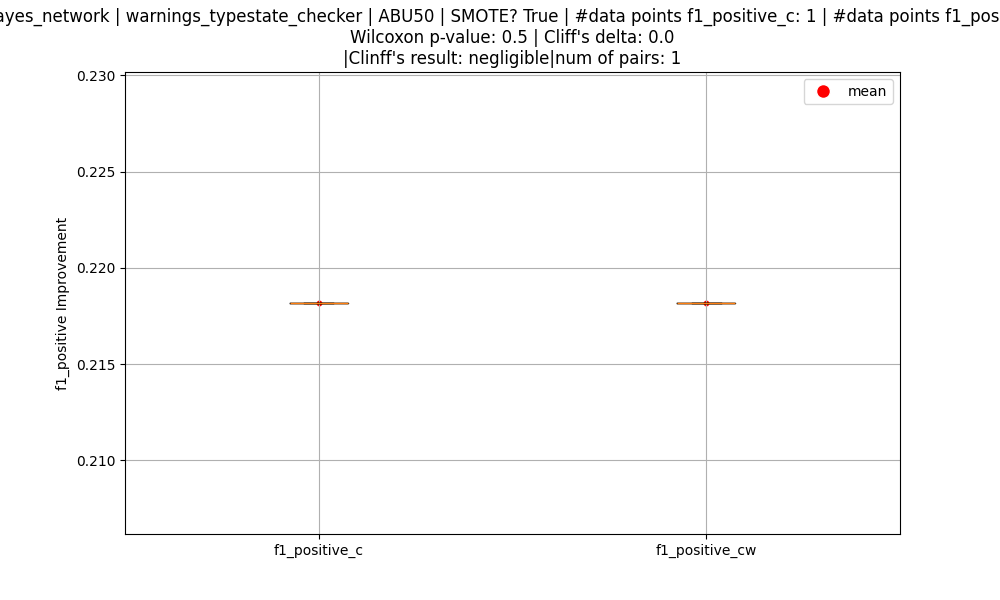 ayes_network | warnings_typestate_checker | ABU50 | SMOTE? True | #data points f1_positive_c: 1 | #data points f1_pos
Wilcoxon p-value: 0.5 | Cliff's delta: 0.0
|Clinff's result: negligible|num of pairs: 1
mean
0.230
0.225
0.220
0.215
0.210
f1_positive Improvement
f1_positive_c
f1_positive_cw